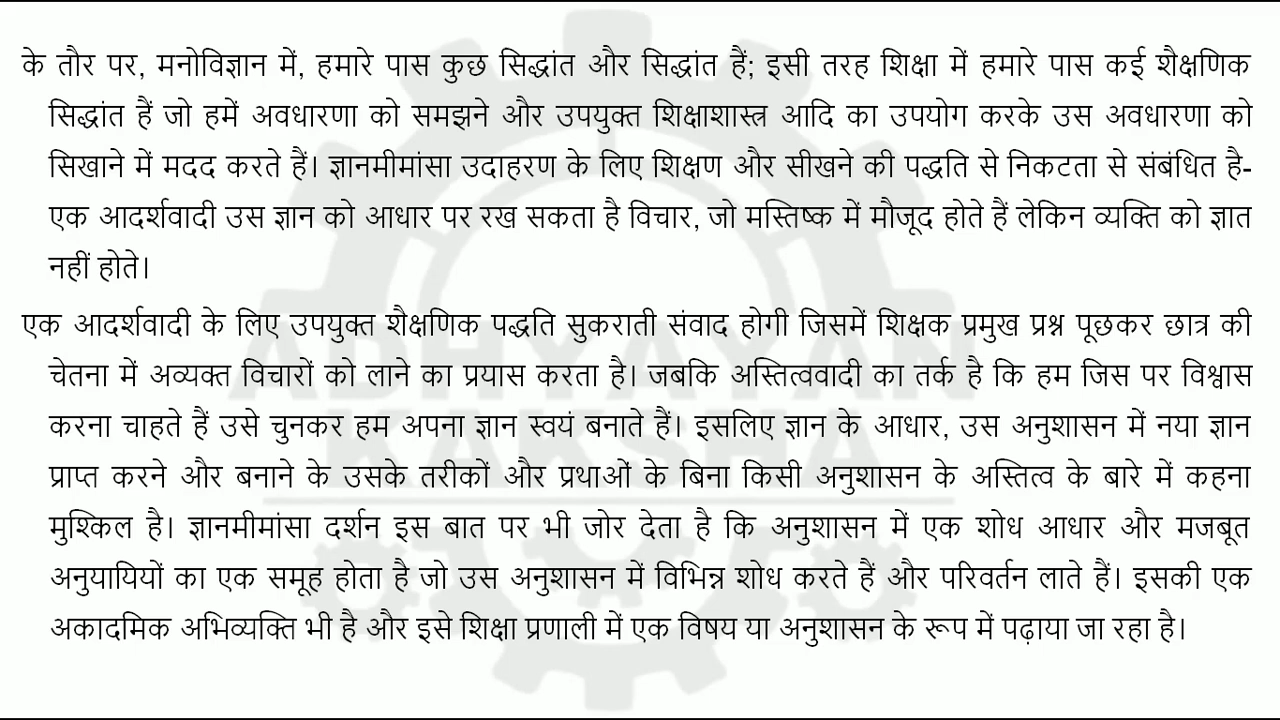 के तौर पर, मनोविज्ञान में, हमारे पास कुछ सिद्धांत और सिद्धांत हैं; इसी तरह शिक्षा में हमारे पास कई शैक्षणिक
सिद्धांत हैं जो हमें अवधारणा को समझने और उपयुक्त शिक्षाशास्त्र आदि का उपयोग करके उस अवधारणा को
सिखाने में मदद करते हैं। ज्ञानमीमांसा उदाहरण के लिए शिक्षण और सीखने की पद्धति से निकटता से संबंधित है-
एक आदर्शवादी उस ज्ञान को आधार पर रख सकता है विचार, जो मस्तिष्क में मौजूद होते हैं लेकिन व्यक्ति को ज्ञात
नहीं होते।
एक आदर्शवादी के लिए उपयुक्त शैक्षणिक पद्धति सुकराती संवाद होगी जिसमें शिक्षक प्रमुख प्रश्न पूछकर छात्र की
चेतना में अव्यक्त विचारों को लाने का प्रयास करता है। जबकि अस्तित्ववादी का तर्क है कि हम जिस पर विश्वास
करना चाहते हैं उसे चुनकर हम अपना ज्ञान स्वयं बनाते हैं। इसलिए ज्ञान के आधार, उस अनुशासन में नया ज्ञान
प्राप्त करने और बनाने के उसके तरीकों और प्रथाओं के बिना किसी अनुशासन के अस्तित्व के बारे में कहना
मुश्किल है। ज्ञानमीमांसा दर्शन इस बात पर भी जोर देता है कि अनुशासन में एक शोध आधार और मजबूत
अनुयायियों का एक समूह होता है जो उस अनुशासन में विभिन्न शोध करते हैं और परिवर्तन लाते हैं। इसकी एक
अकादमिक अभिव्यक्ति भी है और इसे शिक्षा प्रणाली में एक विषय या अनुशासन के रूप में पढ़ाया जा रहा है।
ADHYAYAN
KAKSHA